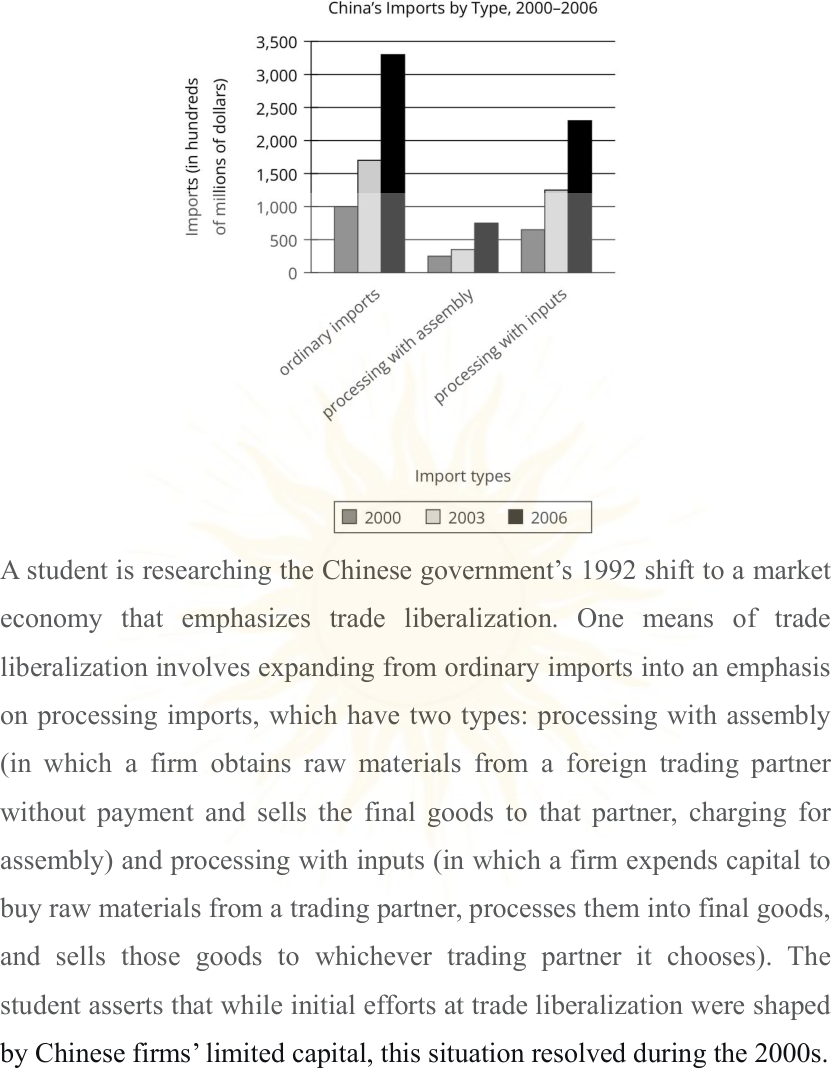 China's Imports by Type, 2000–2006
Imports (in hundreds
of millions of dollars)
3,500
3,000
2,500
2,000
1,500
1,000
500
0
ordinary imports
processing with assembly
processing with inputs
Import types
2000 2003 2006
A student is researching the Chinese government's 1992 shift to a market
economy that emphasizes trade liberalization. One means of trade
liberalization involves expanding from ordinary imports into an emphasis
on processing imports, which have two types: processing with assembly
(in which a firm obtains raw materials from a foreign trading partner
without payment and sells the final goods to that partner, charging for
assembly) and processing with inputs (in which a firm expends capital to
buy raw materials from a trading partner, processes them into final goods,
and sells those goods to whichever trading partner it chooses). The
student asserts that while initial efforts at trade liberalization were shaped
by Chinese firms' limited capital, this situation resolved during the 2000s.